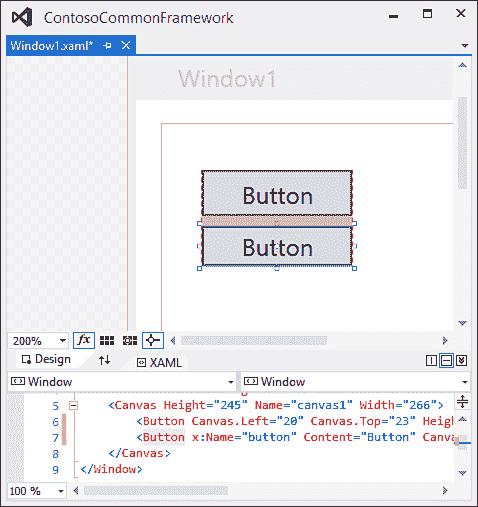 ContosoCommonFramework
Window1.xaml*
Window1
Button
Button
200%
fx
Design
XAML
Window
Window
5 <Canvas Height="245" Name="canvas1" Width="266">
6 <Button Canvas.Left="20" Canvas.Top="23" Heigh
7 <Button x:Name="button" Content="Button" Canva
8 </Canvas>
9 </Window>
100 %